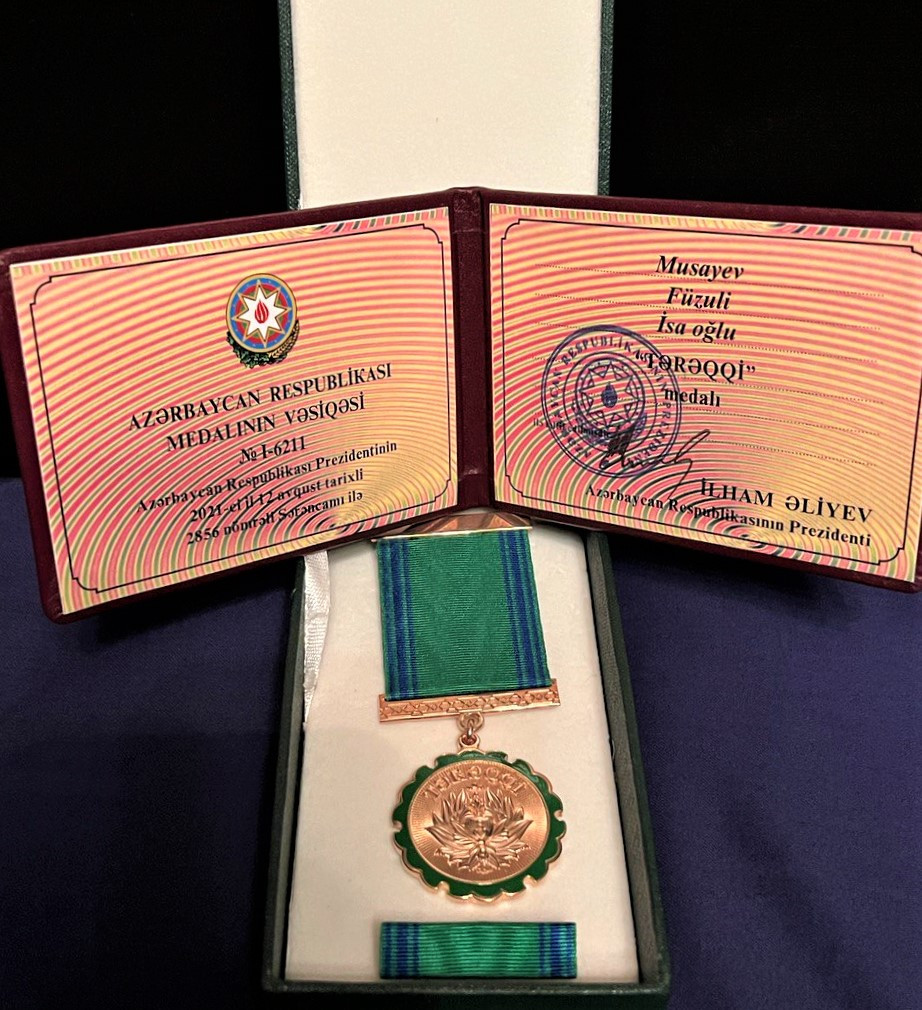 AZƏRBAYCAN RESPUBLİKASI
MEDALININ VƏSİQƏSİ
№ I-6211
Azərbaycan Respublikası Prezidentinin
2021-ci il 12 avqust tarixli
2856 nömrəli Sərəncamı ilə
Musayev
Füzuli
İsa oğlu
“TƏRƏQQİ”
medalı
İLHAM ƏLİYEV
Azərbaycan Respublikasının Prezidenti
TƏRƏQQİ